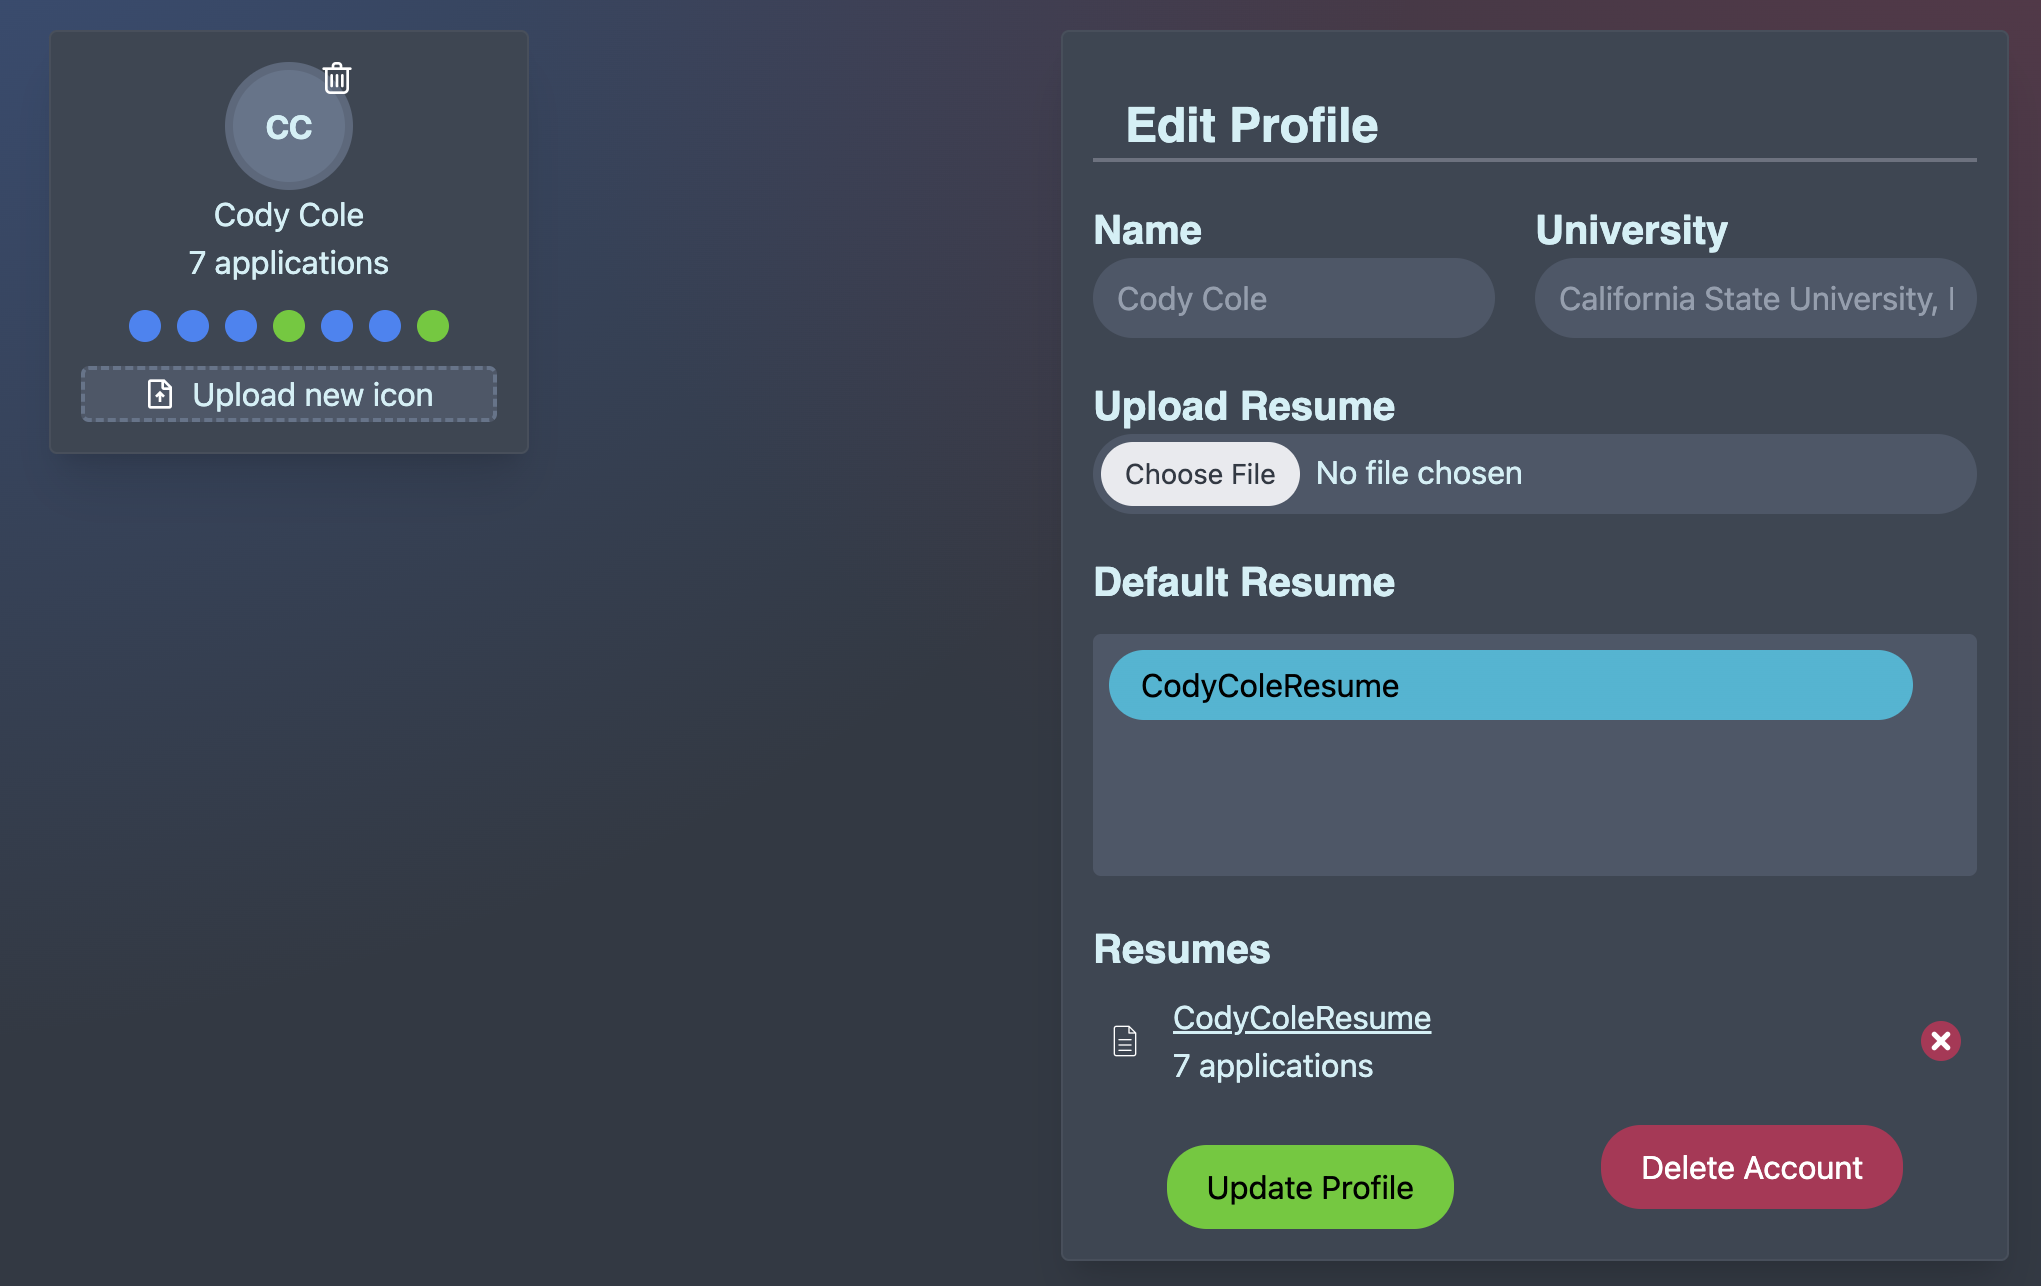 CC
Cody Cole
7 applications
Upload new icon
Edit Profile
Name
University
Cody Cole
California State University,
Upload Resume
Choose File
No file chosen
Default Resume
CodyColeResume
Resumes
CodyColeResume
7 applications
Update Profile
Delete Account